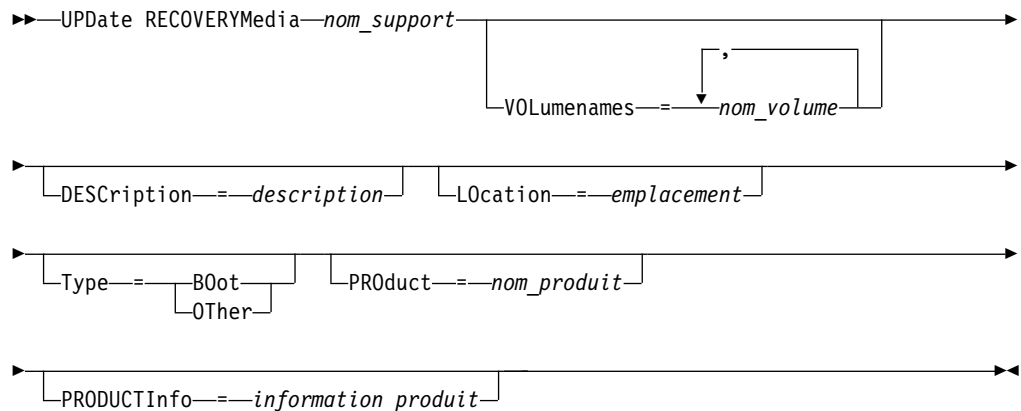 UPDate RECOVERYMedia nom_support
,
VOLumenames = nom_volume
DESCription = description LOcation = emplacement
Type = BOot PROduct = nom_produit
OTher
PRODUCTInfo = information produit